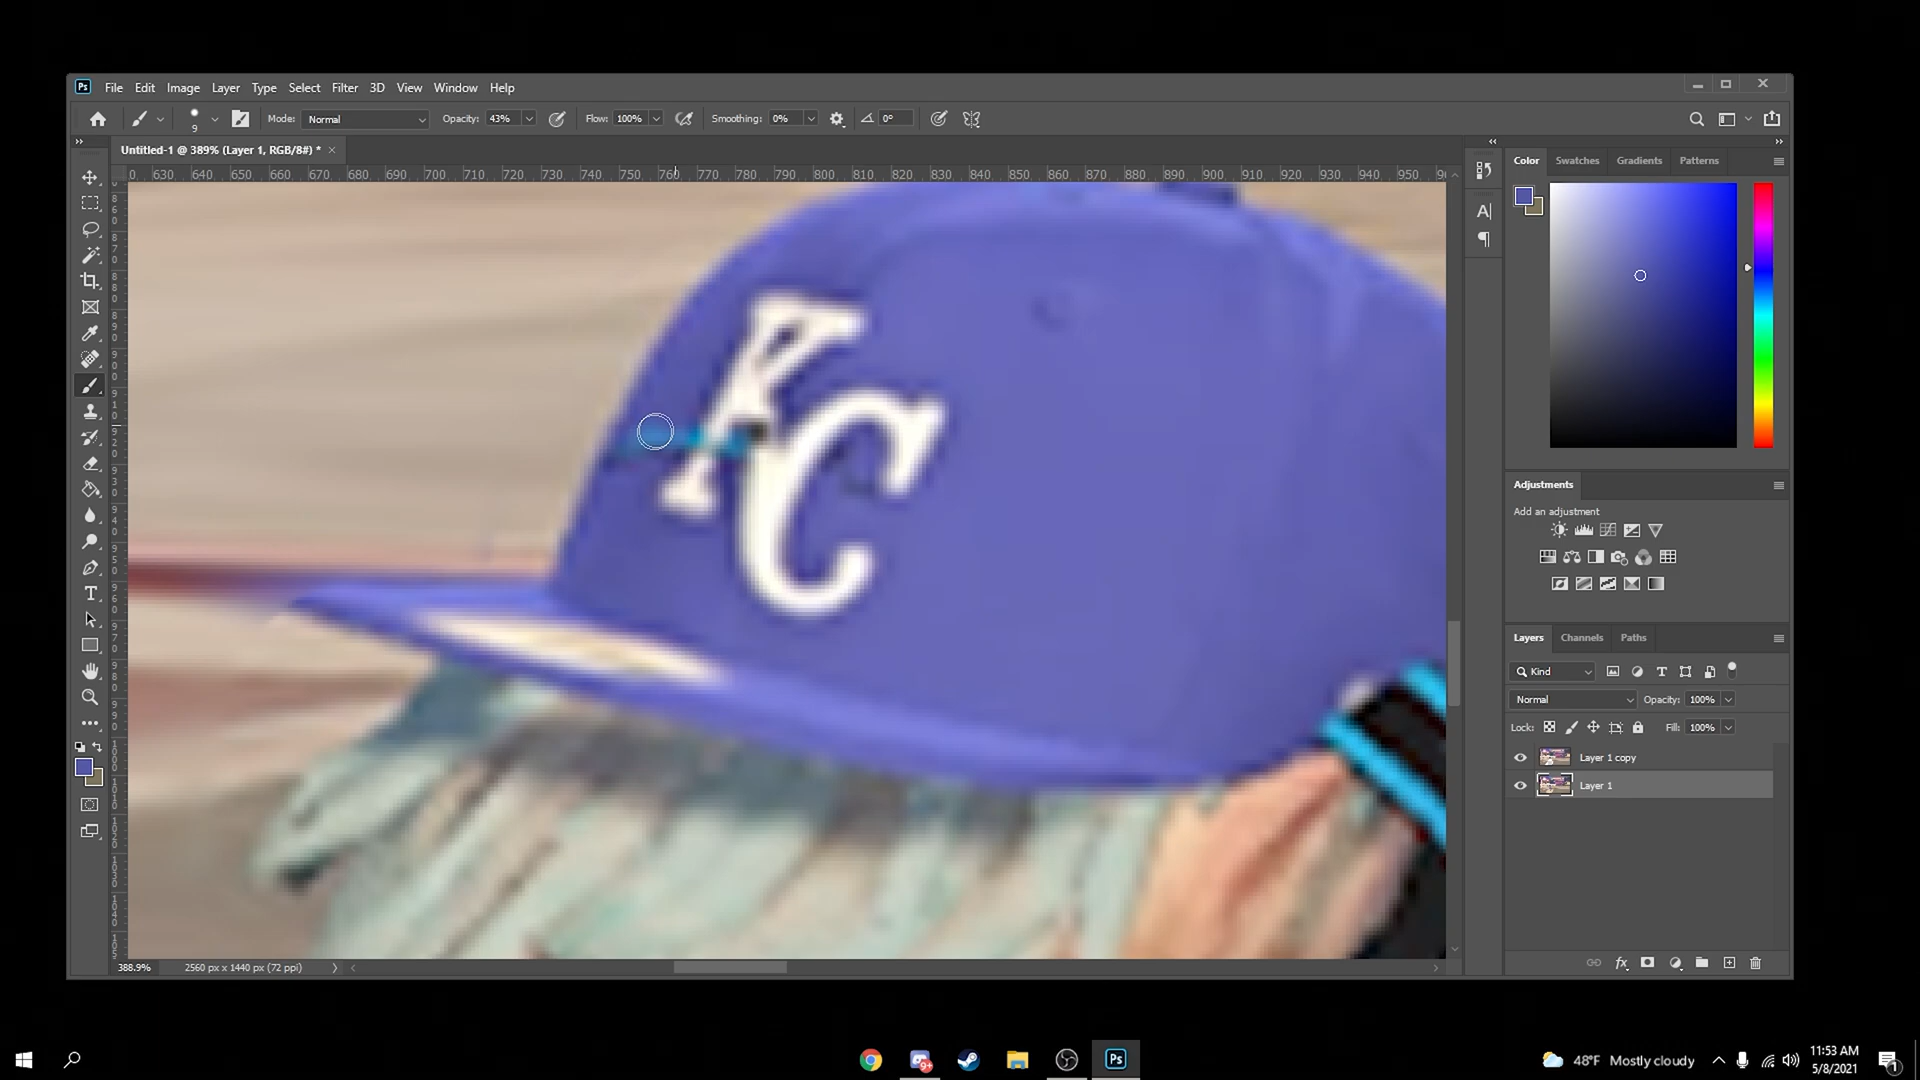 File Edit Image Layer Type Select Filter 3D View Window Help
9 Mode: Normal Opacity: 43% Flow: 100% Smoothing: 0% 0°
Untitled-1 @ 389% (Layer 1, RGB/8#) *
0 630 640 650 660 670 680 690 700 710 720 730 740 750 760 770 780 790 800 810 820 830 840 850 860 870 880 890 900 910 920 930 940 950
KC
388.9% 2560 px x 1440 px (72 ppi)
Color Swatches Gradients Patterns
Adjustments
Add an adjustment
Layers Channels Paths
Kind
Normal Opacity: 100%
Lock: Fill: 100%
Layer 1 copy
Layer 1
fx
Ps
48°F Mostly cloudy
11:53 AM
5/8/2021